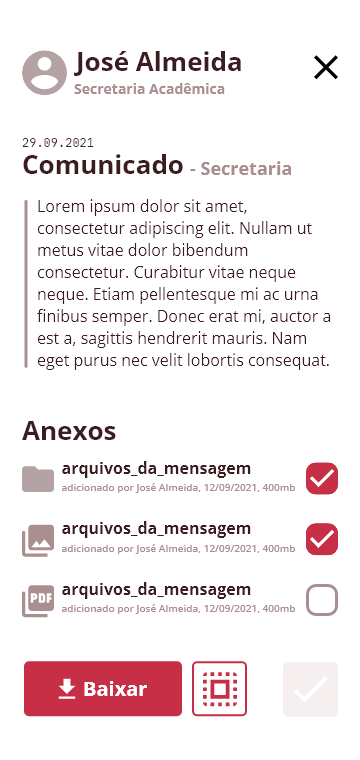 José Almeida
Secretaria Acadêmica
29.09.2021
Comunicado - Secretaria
Lorem ipsum dolor sit amet,
consectetur adipiscing elit. Nullam ut
metus vitae dolor bibendum
consectetur. Curabitur vitae neque
neque. Etiam pellentesque mi ac urna
finibus semper. Donec erat mi, auctor a
est a, sagittis hendrerit mauris. Nam
eget purus nec velit lobortis consequat.
Anexos
arquivos_da_mensagem
adicionado por José Almeida, 12/09/2021, 400mb
arquivos_da_mensagem
adicionado por José Almeida, 12/09/2021, 400mb
PDF
arquivos_da_mensagem
adicionado por José Almeida, 12/09/2021, 400mb
Baixar